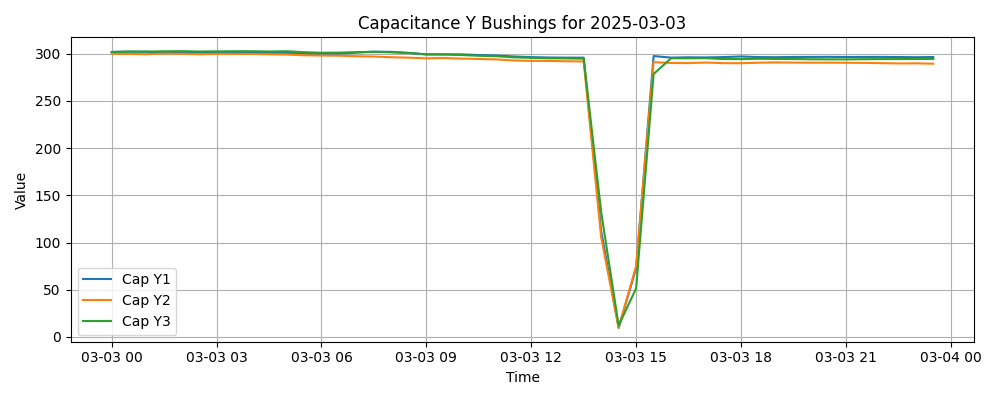 Capacitance Y Bushings for 2025-03-03
Value
300
250
200
150
100
50
0
Cap Y1
Cap Y2
Cap Y3
03-03 00 03-03 03 03-03 06 03-03 09 03-03 12 03-03 15 03-03 18 03-03 21 03-04 00
Time